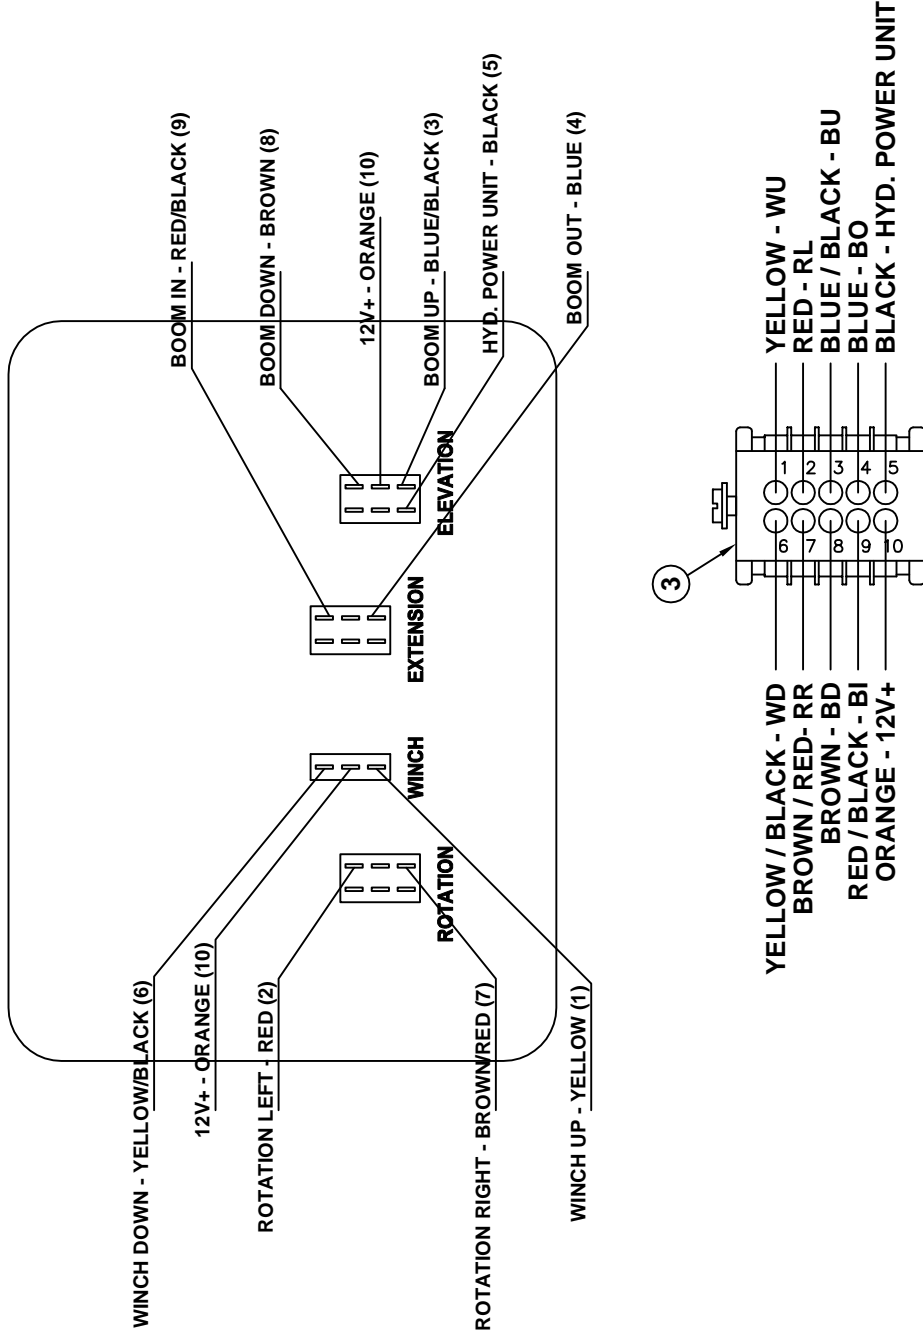 BOOM IN - RED/BLACK (9)
BOOM DOWN - BROWN (8)
12V+ - ORANGE (10)
BOOM UP - BLUE/BLACK (3)
HYD. POWER UNIT - BLACK (5)
BOOM OUT - BLUE (4)
ELEVATION
EXTENSION
WINCH
ROTATION
WINCH DOWN - YELLOW/BLACK (6)
12V+ - ORANGE (10)
ROTATION LEFT - RED (2)
ROTATION RIGHT - BROWN/RED (7)
WINCH UP - YELLOW (1)
3
YELLOW - WU
RED - RL
BLUE / BLACK - BU
BLUE - BO
BLACK - HYD. POWER UNIT
1
2
3
4
5
6
7
8
9
10
YELLOW / BLACK - WD
BROWN / RED- RR
BROWN - BD
RED / BLACK - BI
ORANGE - 12V+